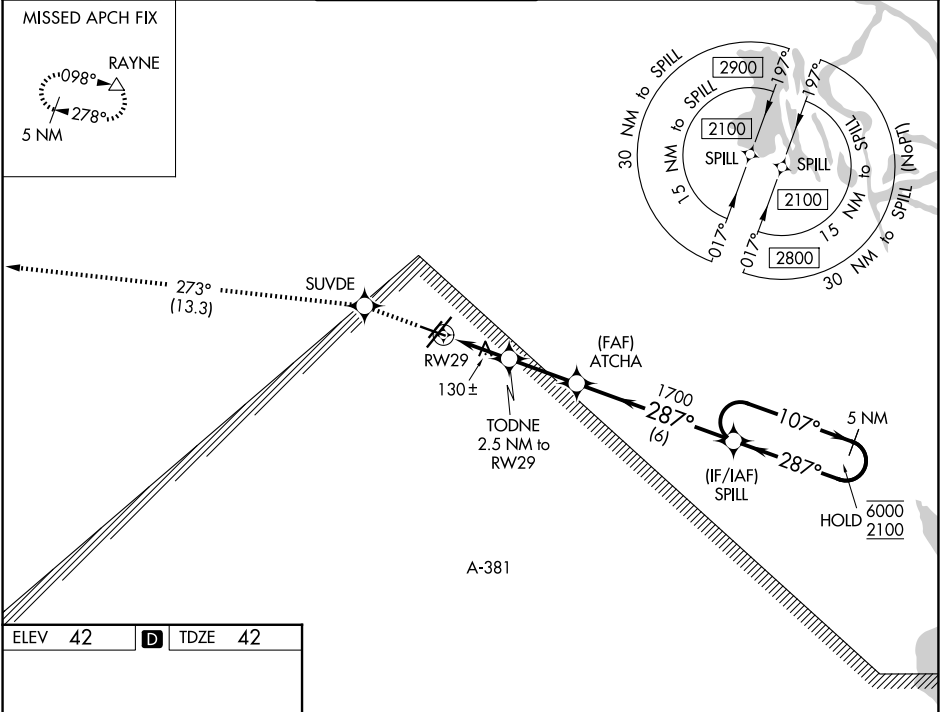 MISSED APCH FIX
RAYNE
098°
278°
5 NM
30 NM to SPILL
15 NM to SPILL
2900
2100
197°
197°
SPILL
SPILL
2100
2800
017°
017°
15 NM to SPILL
30 NM to SPILL (NoPT)
273°
(13.3)
SUVDE
RW29
130 ±
TODNE
2.5 NM to
RW29
(FAF)
ATCHA
1700
287°
(6)
(IF/IAF)
SPILL
107°
5 NM
287°
HOLD 6000
2100
A-381
ELEV 42 D TDZE 42